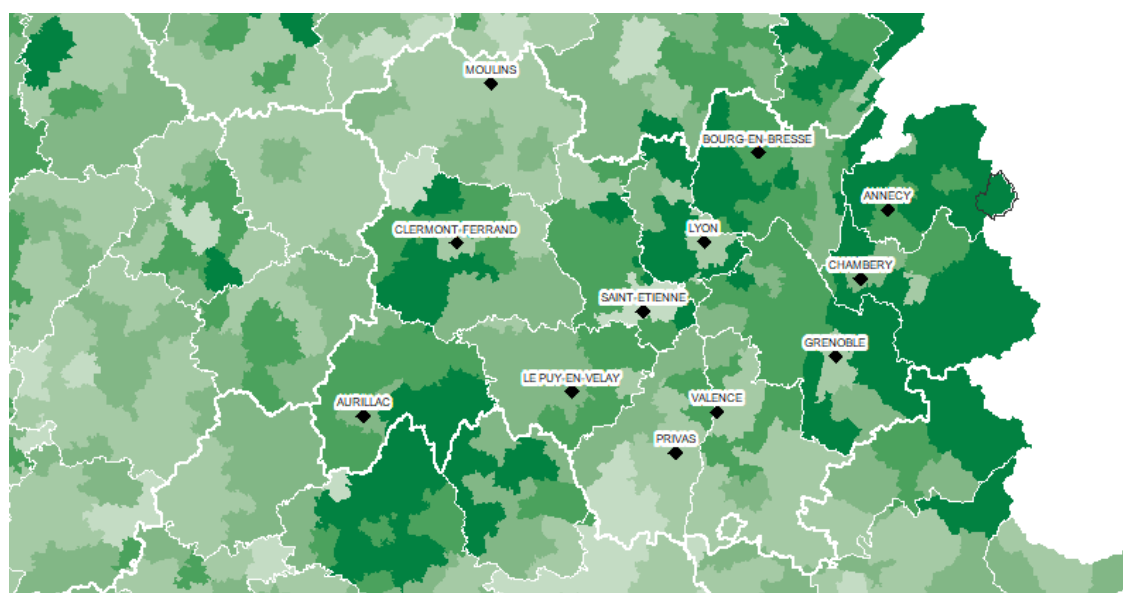 MOULINS
BOURG-EN-BRESSE
ANNECY
CLERMONT-FERRAND
LYON
CHAMBERY
SAINT-ETIENNE
GRENOBLE
LE PUY-EN-VELAY
AURILLAC
VALENCE
PRIVAS